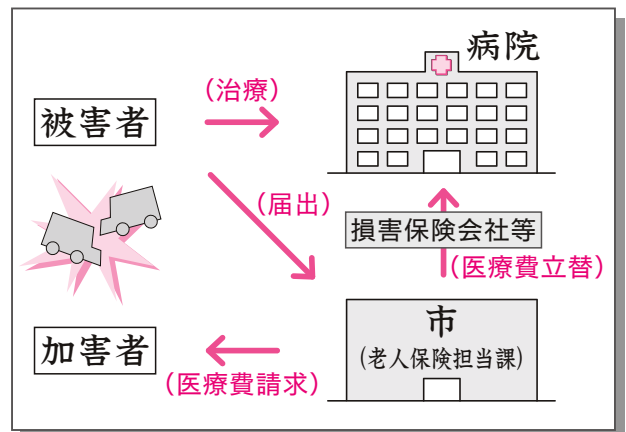 病院
(治療)
被害者
(届出)
損害保険会社等
(医療費立替)
市
(老人保険担当課)
加害者
(医療費請求)